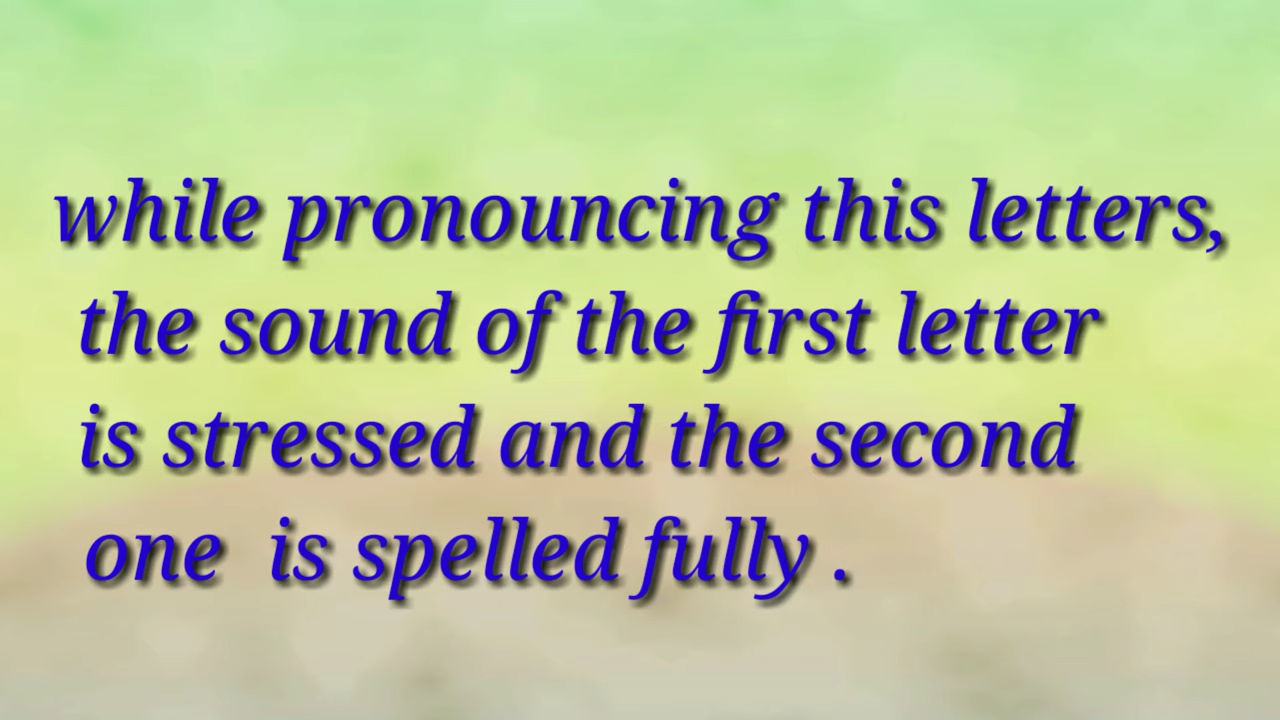 while pronouncing this letters,
the sound of the first letter
is stressed and the second
one is spelled fully .